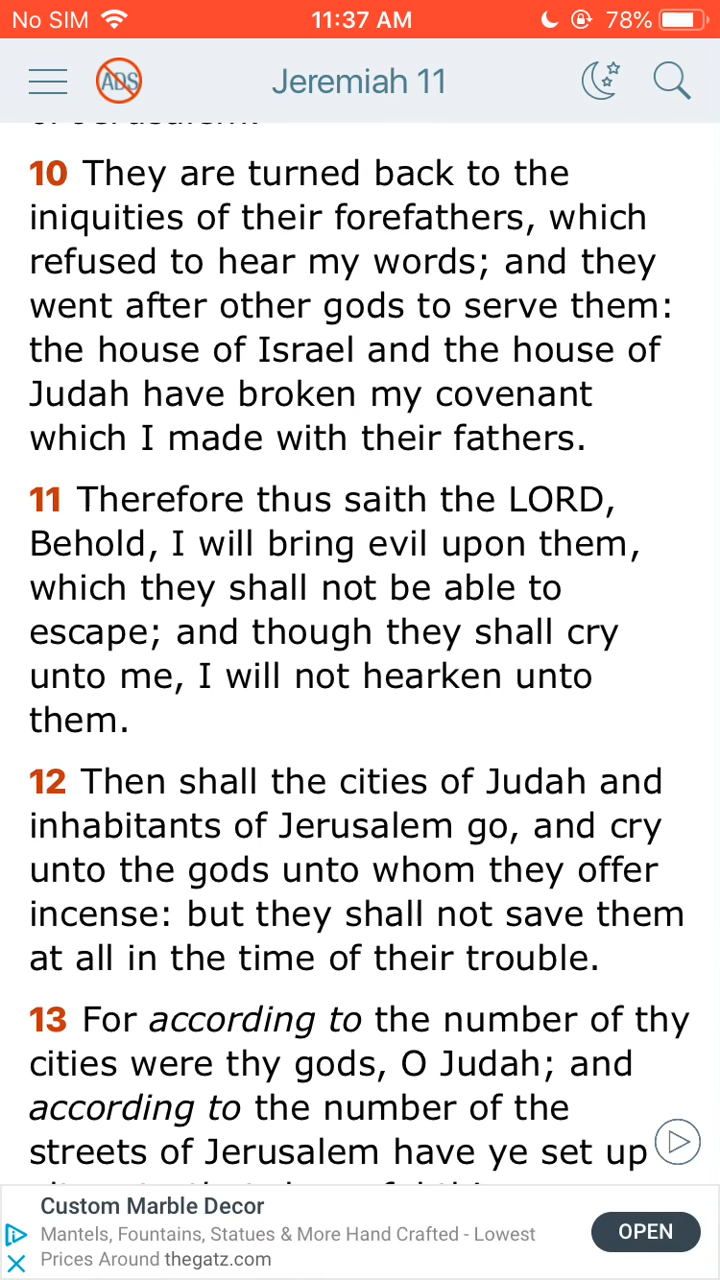 No SIM 11:37 AM 78%
ADS Jeremiah 11
10 They are turned back to the
iniquities of their forefathers, which
refused to hear my words; and they
went after other gods to serve them:
the house of Israel and the house of
Judah have broken my covenant
which I made with their fathers.
11 Therefore thus saith the LORD,
Behold, I will bring evil upon them,
which they shall not be able to
escape; and though they shall cry
unto me, I will not hearken unto
them.
12 Then shall the cities of Judah and
inhabitants of Jerusalem go, and cry
unto the gods unto whom they offer
incense: but they shall not save them
at all in the time of their trouble.
13 For according to the number of thy
cities were thy gods, O Judah; and
according to the number of the
streets of Jerusalem have ye set up
Custom Marble Decor
Mantels, Fountains, Statues & More Hand Crafted - Lowest
Prices Around thegatz.com
OPEN